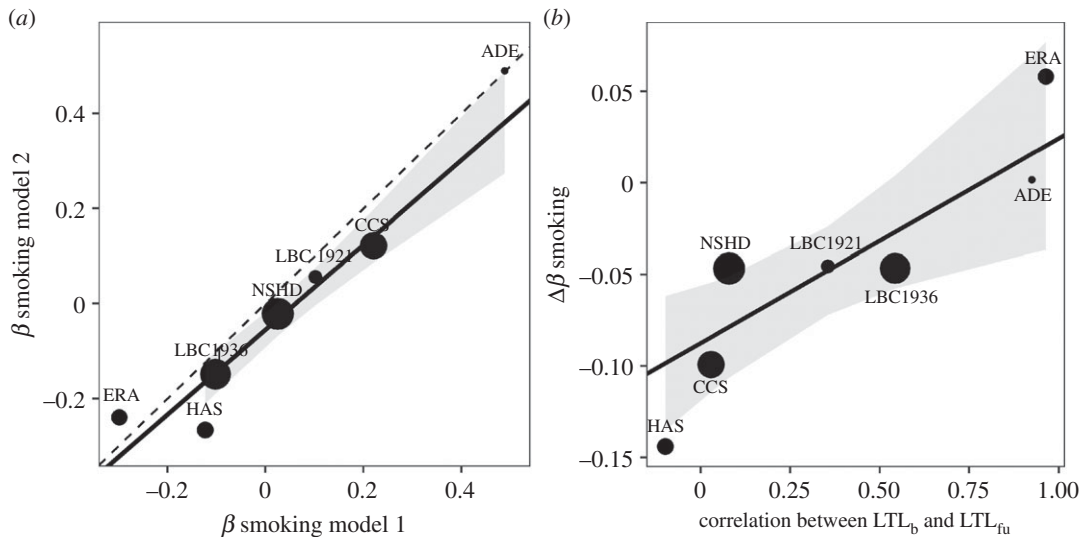 (a)
β smoking model 2
0.4
0.2
0
−0.2
ADE
CCS
LBC 1921
NSHD
LBC1936
ERA
HAS
−0.2 0 0.2 0.4
β smoking model 1
(b)
Δβ smoking
0.05
0
−0.05
−0.10
−0.15
ERA
ADE
NSHD
LBC1921
LBC1936
CCS
HAS
0 0.25 0.50 0.75 1.00
correlation between LTLb and LTLfu